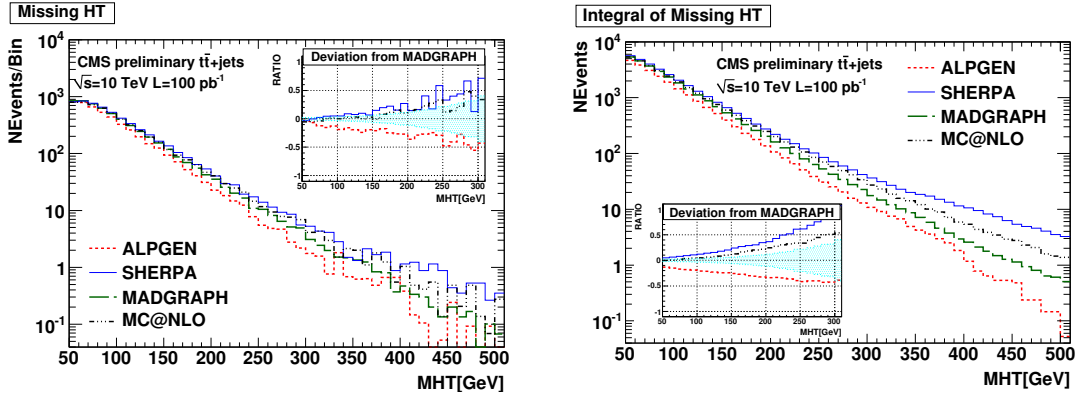 Missing HT
NEvents/Bin
10⁴
10³
10²
10
1
10⁻¹
CMS preliminary tt̄+jets
√s=10 TeV L=100 pb⁻¹
Deviation from MADGRAPH
RATIO
1
0.5
0
-0.5
-1
50 100 150 200 250 300
MHT[GeV]
ALPGEN
SHERPA
MADGRAPH
MC@NLO
50 100 150 200 250 300 350 400 450 500
MHT[GeV]
Integral of Missing HT
NEvents
10⁴
10³
10²
10
1
10⁻¹
CMS preliminary tt̄+jets
√s=10 TeV L=100 pb⁻¹
ALPGEN
SHERPA
MADGRAPH
MC@NLO
Deviation from MADGRAPH
RATIO
1
0.5
0
-0.5
-1
50 100 150 200 250 300
MHT[GeV]
50 100 150 200 250 300 350 400 450 500
MHT[GeV]